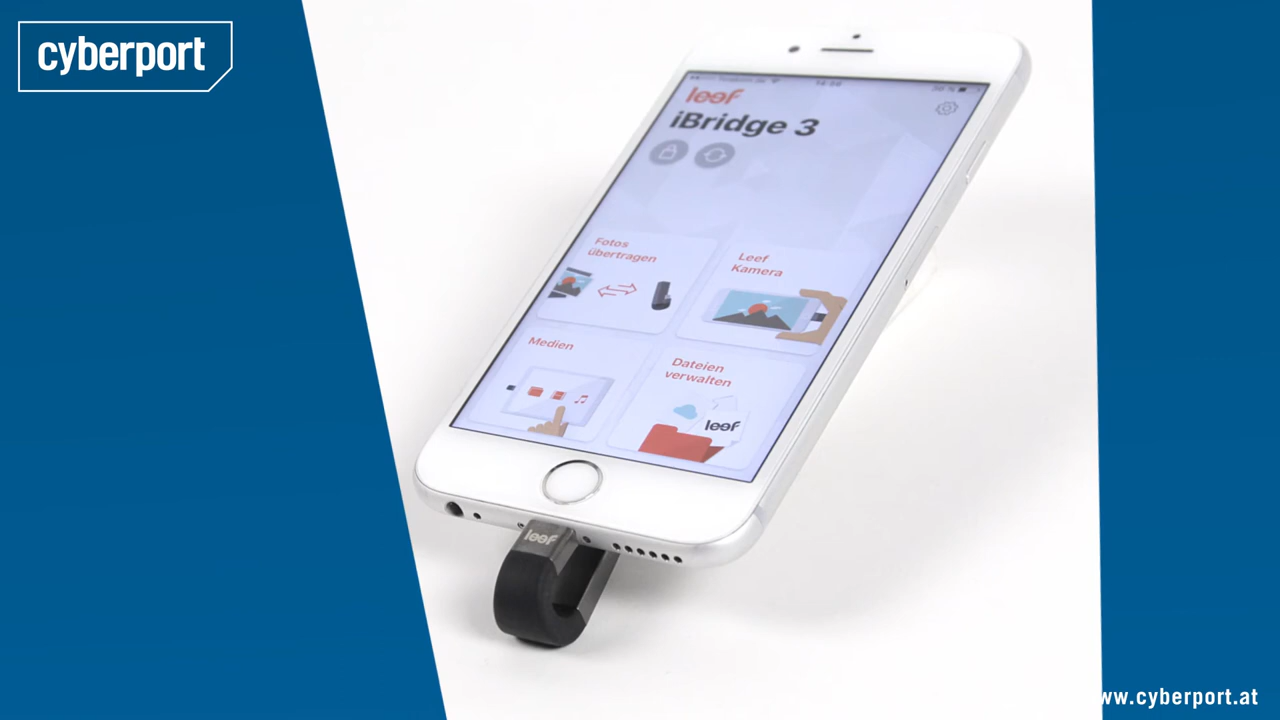 cyberport
leef
iBridge 3
Fotos
übertragen
Leef
Kamera
Medien
Dateien
verwalten
leef
leef
www.cyberport.at